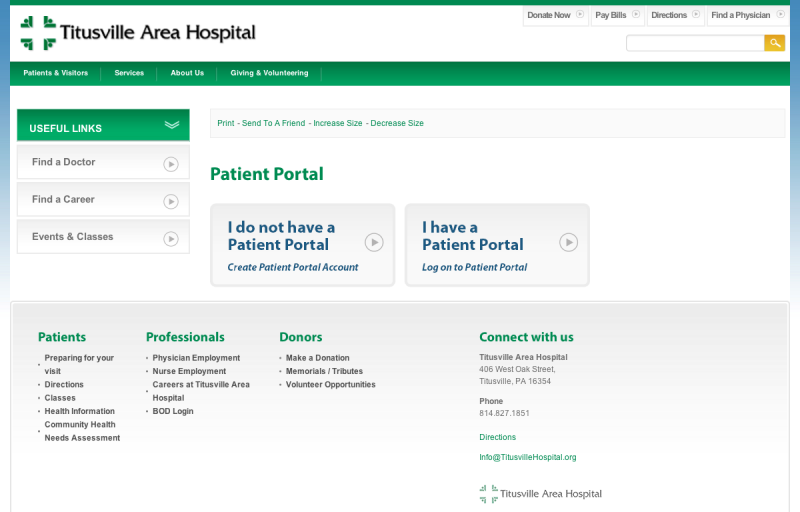 Titusville Area Hospital
Donate Now
Pay Bills
Directions
Find a Physician
Patients & Visitors
Services
About Us
Giving & Volunteering
USEFUL LINKS
Find a Doctor
Find a Career
Events & Classes
Print - Send To A Friend - Increase Size - Decrease Size
Patient Portal
I do not have a
Patient Portal
Create Patient Portal Account
I have a
Patient Portal
Log on to Patient Portal
Patients
Preparing for your
visit
Directions
Classes
Health Information
Community Health
Needs Assessment
Professionals
Physician Employment
Nurse Employment
Careers at Titusville Area
Hospital
BOD Login
Donors
Make a Donation
Memorials / Tributes
Volunteer Opportunities
Connect with us
Titusville Area Hospital
406 West Oak Street,
Titusville, PA 16354
Phone
814.827.1851
Directions
Info@TitusvilleHospital.org
Titusville Area Hospital